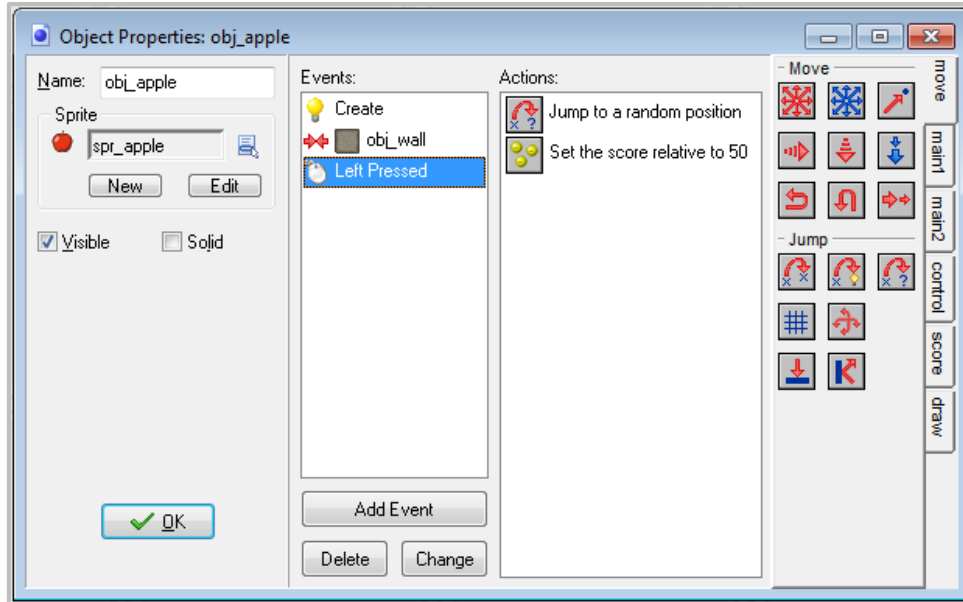 Object Properties: obj_apple
Name: obj_apple
Sprite
spr_apple
New Edit
Visible Solid
OK
Events:
Create
obj_wall
Left Pressed
Add Event
Delete Change
Actions:
Jump to a random position
Set the score relative to 50
Move
Jump
move
main1
main2
control
score
draw